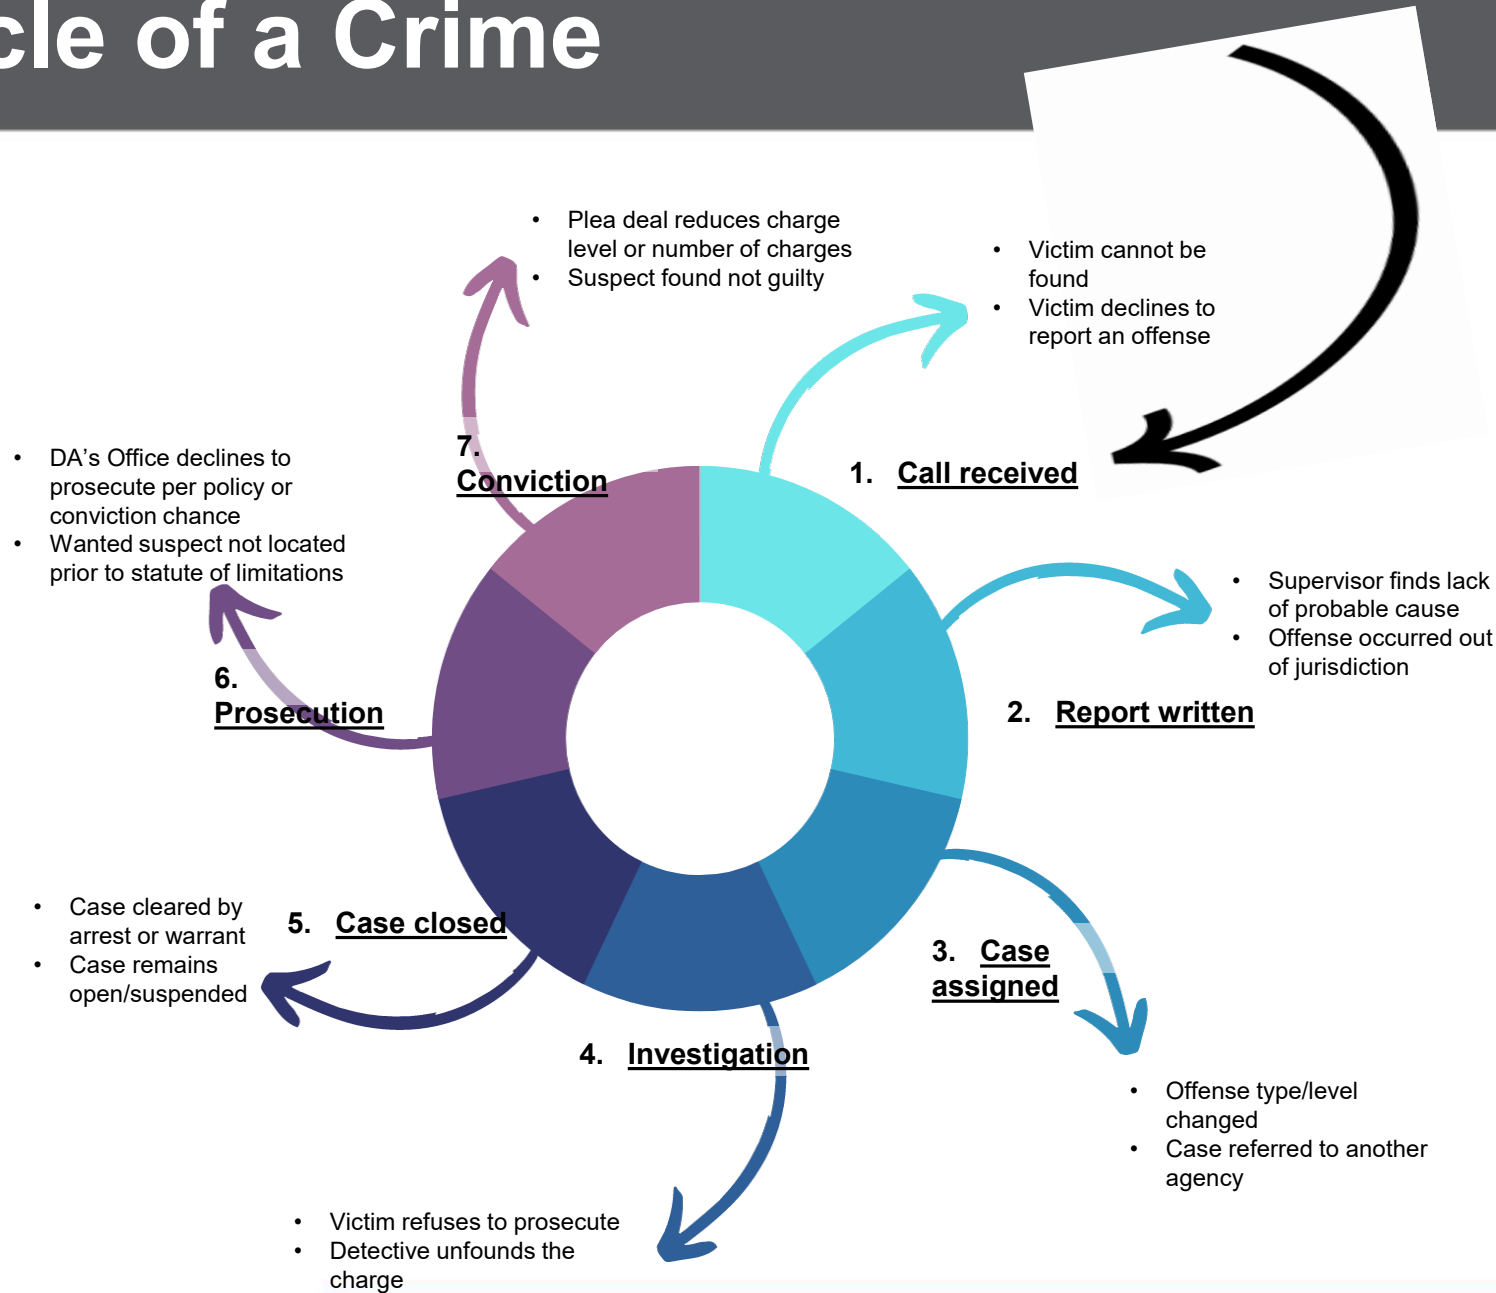 cle of a Crime
• Plea deal reduces charge
level or number of charges
• Suspect found not guilty
• Victim cannot be
found
• Victim declines to
report an offense
1. Call received
• Supervisor finds lack
of probable cause
• Offense occurred out
of jurisdiction
2. Report written
3. Case
assigned
• Offense type/level
changed
• Case referred to another
agency
4. Investigation
• Victim refuses to prosecute
• Detective unfounds the
charge
5. Case closed
• Case cleared by
arrest or warrant
• Case remains
open/suspended
6.
Prosecution
• DA’s Office declines to
prosecute per policy or
conviction chance
• Wanted suspect not located
prior to statute of limitations
7.
Conviction